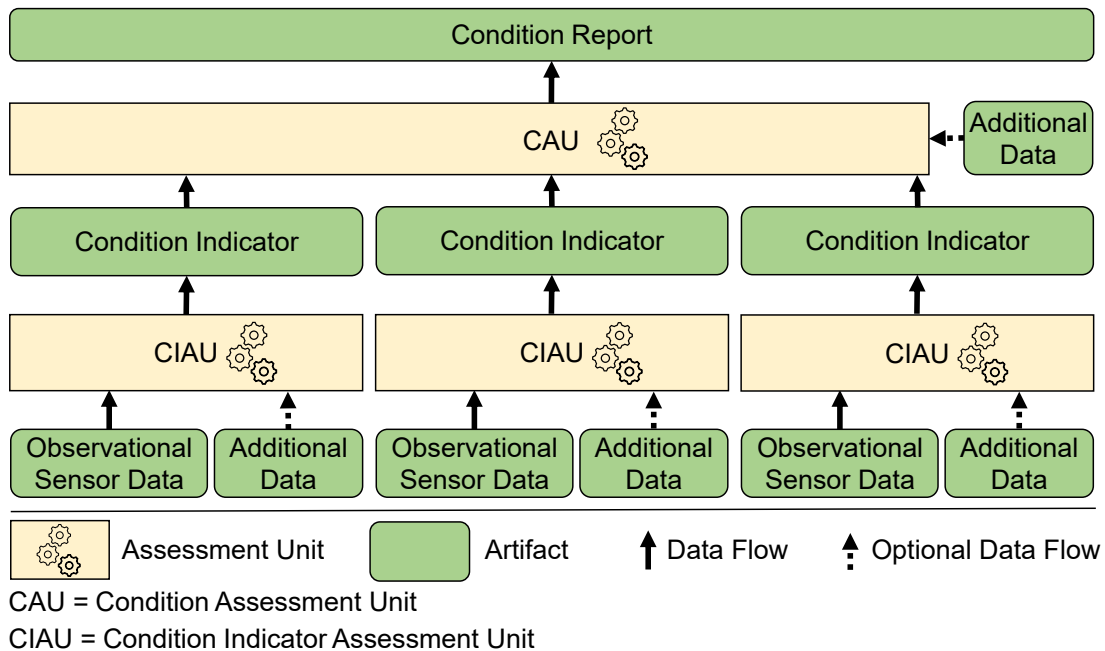 Condition Report
CAU
Additional
Data
Condition Indicator
Condition Indicator
Condition Indicator
CIAU
CIAU
CIAU
Observational
Sensor Data
Additional
Data
Observational
Sensor Data
Additional
Data
Observational
Sensor Data
Additional
Data
Assessment Unit
Artifact
Data Flow
Optional Data Flow
CAU = Condition Assessment Unit
CIAU = Condition Indicator Assessment Unit